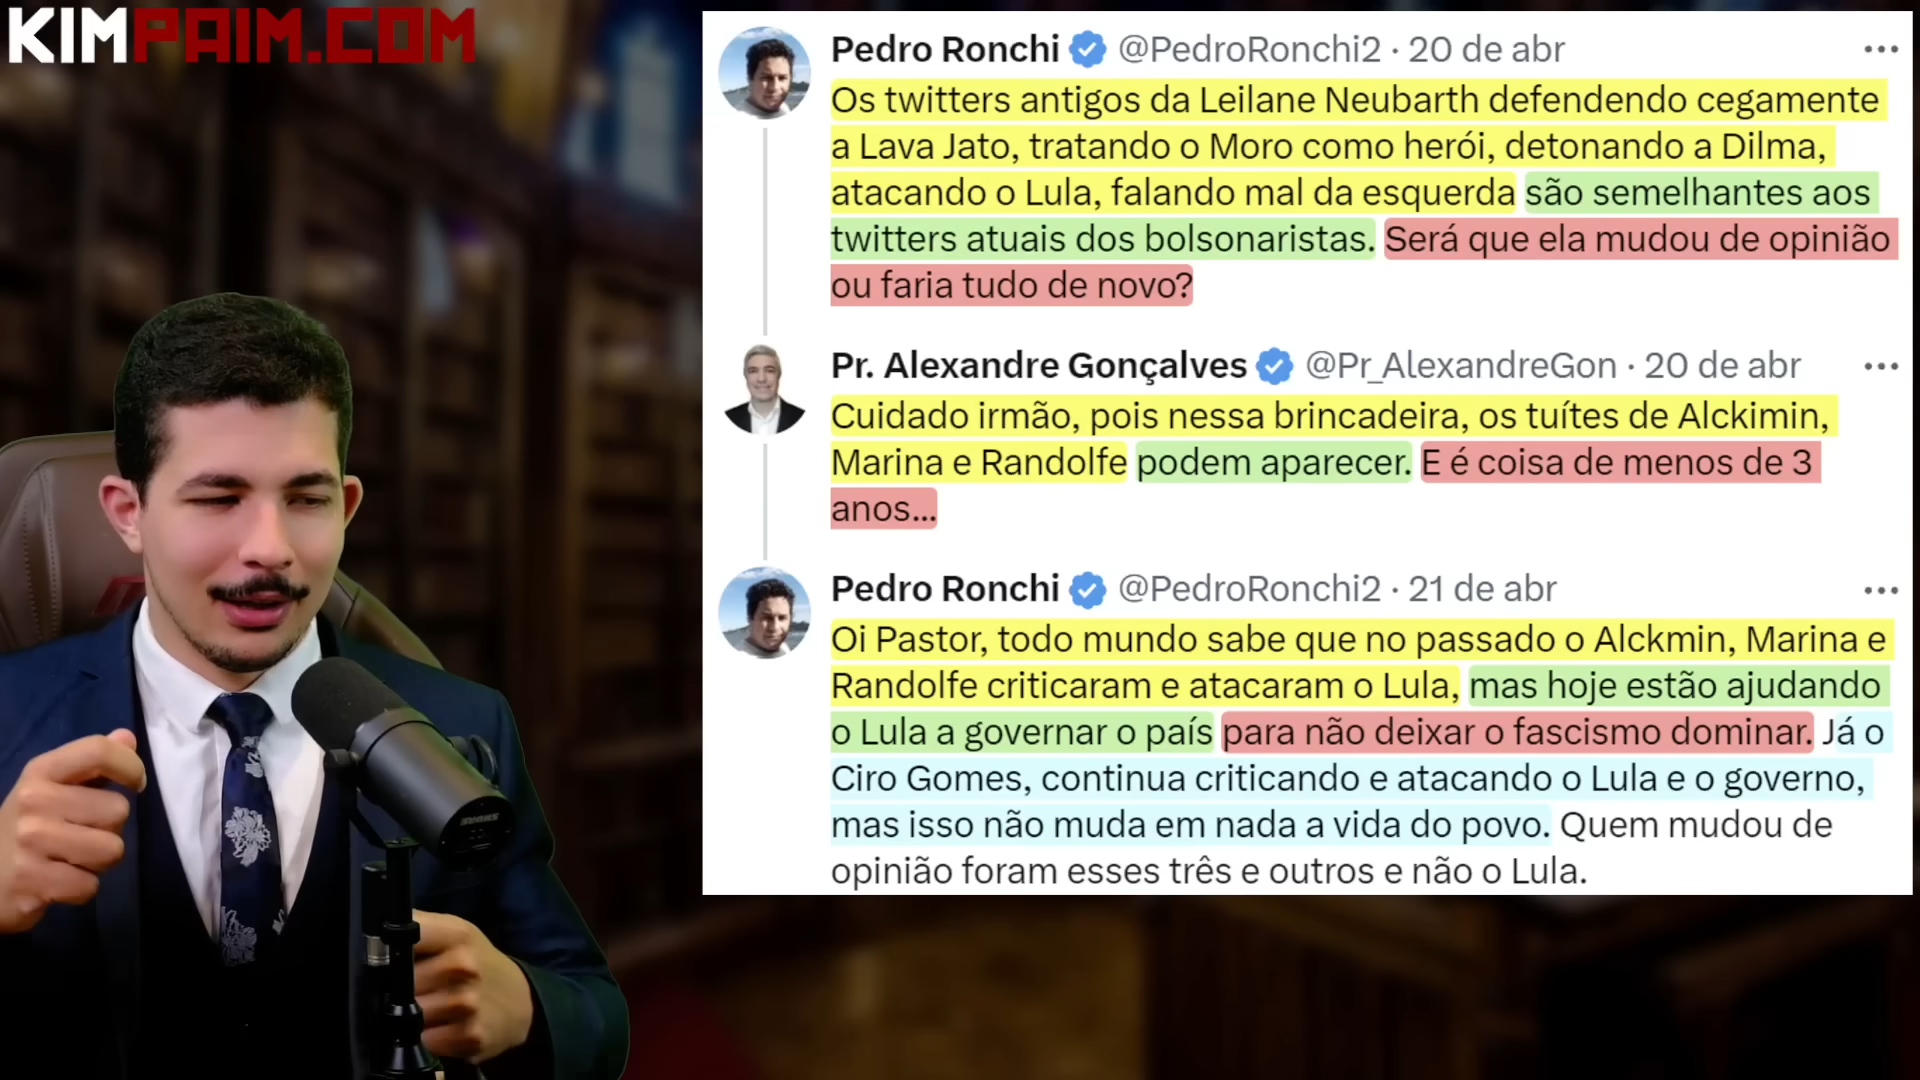 KIMPAIM.COM
Pedro Ronchi @PedroRonchi2 · 20 de abr
Os twitters antigos da Leilane Neubarth defendendo cegamente
a Lava Jato, tratando o Moro como herói, detonando a Dilma,
atacando o Lula, falando mal da esquerda são semelhantes aos
twitters atuais dos bolsonaristas. Será que ela mudou de opinião
ou faria tudo de novo?
Pr. Alexandre Gonçalves @Pr_AlexandreGon · 20 de abr
Cuidado irmão, pois nessa brincadeira, os tuítes de Alckimin,
Marina e Randolfe podem aparecer. E é coisa de menos de 3
anos...
Pedro Ronchi @PedroRonchi2 · 21 de abr
Oi Pastor, todo mundo sabe que no passado o Alckmin, Marina e
Randolfe criticaram e atacaram o Lula, mas hoje estão ajudando
o Lula a governar o país para não deixar o fascismo dominar. Já o
Ciro Gomes, continua criticando e atacando o Lula e o governo,
mas isso não muda em nada a vida do povo. Quem mudou de
opinião foram esses três e outros e não o Lula.